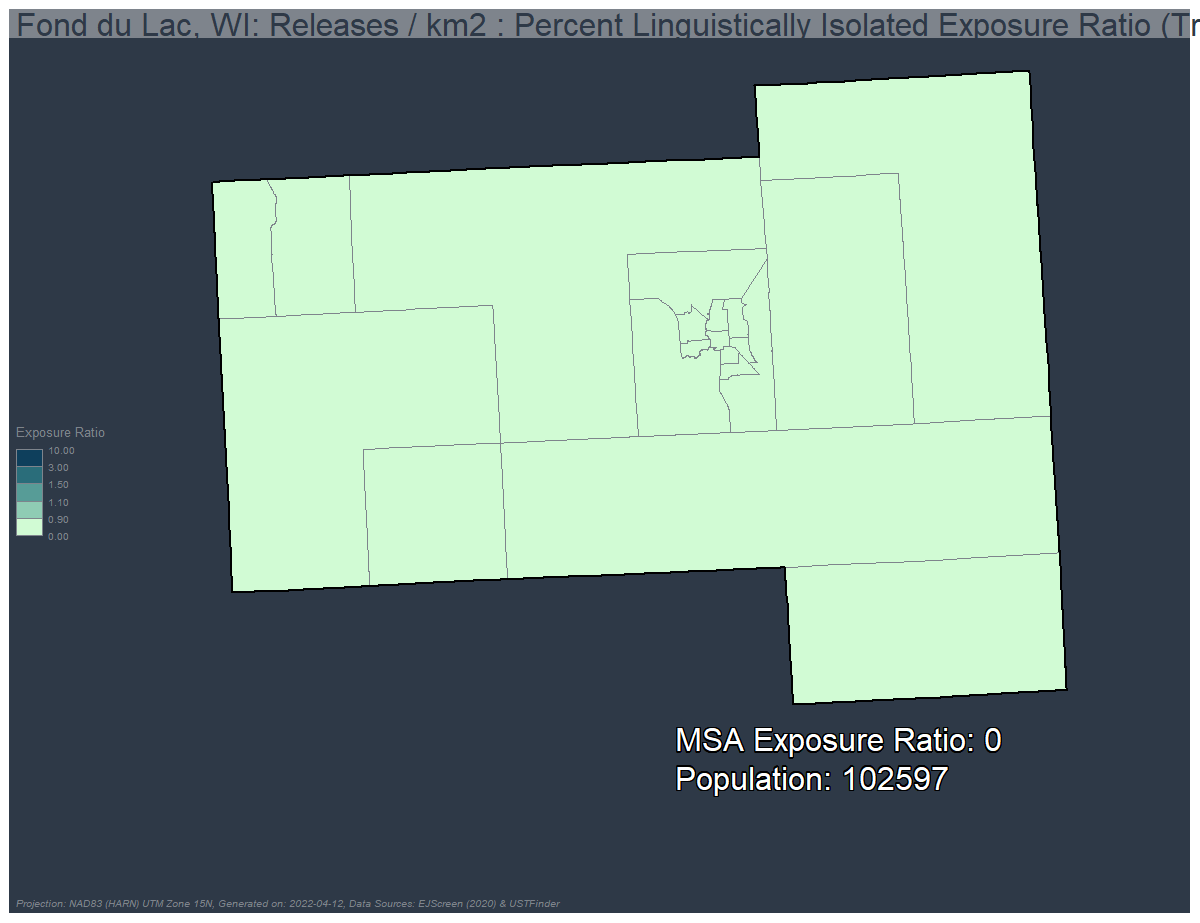 Fond du Lac, WI: Releases / km2 : Percent Linguistically Isolated Exposure Ratio (Tr
Exposure Ratio
10.00
3.00
1.50
1.10
0.90
0.00
MSA Exposure Ratio: 0
Population: 102597
Projection: NAD83 (HARN) UTM Zone 15N, Generated on: 2022-04-12, Data Sources: EJScreen (2020) & USTFinder